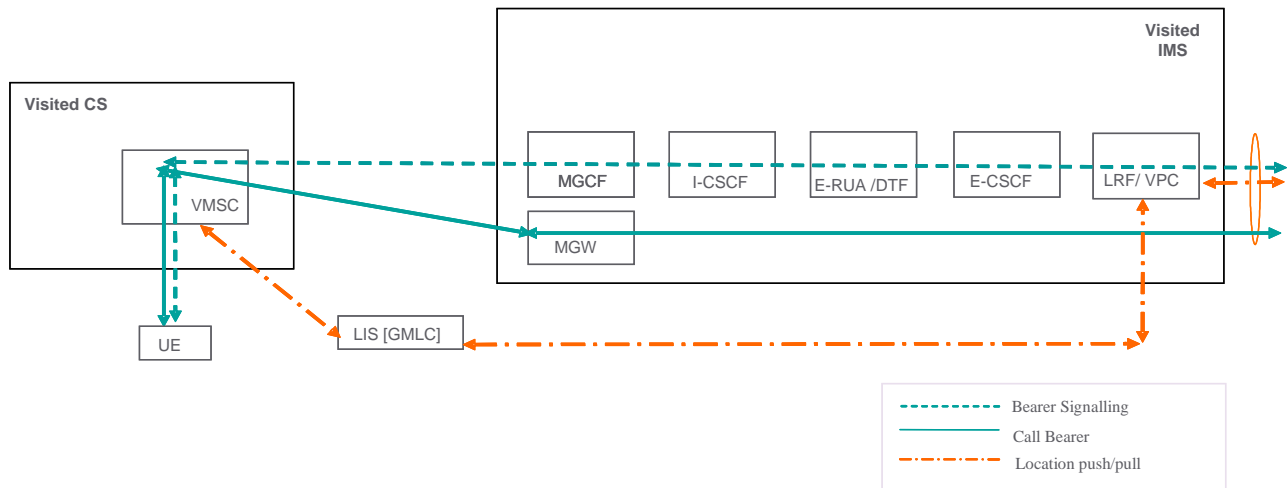 Visited
IMS
Visited CS
MGCF
I-CSCF
E-RUA /DTF
E-CSCF
LRF/ VPC
VMSC
MGW
UE
LIS [GMLC]
Bearer Signalling
Call Bearer
Location push/pull